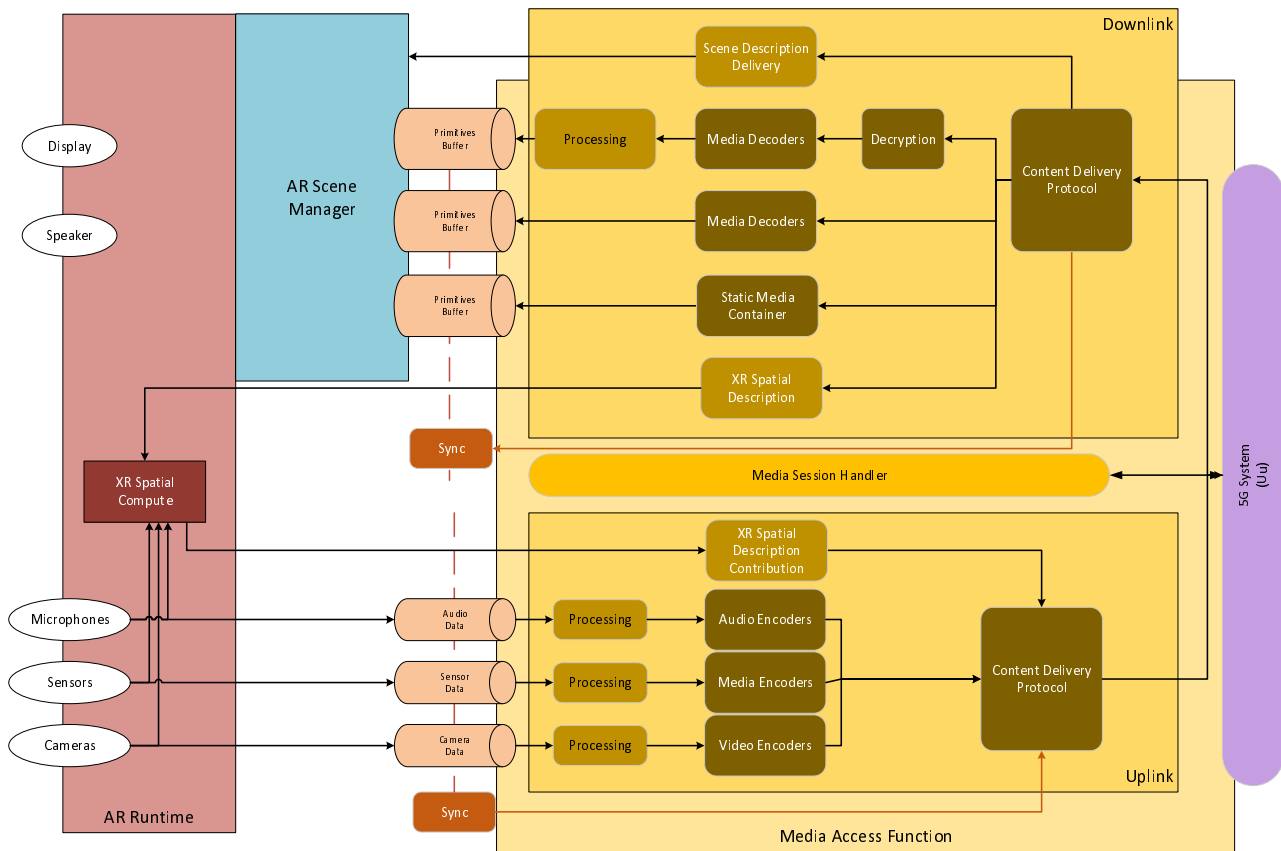 Downlink
Scene Description
Delivery
Display
Speaker
AR Scene
Manager
Primitives
Buffer
Processing
Media Decoders
Decryption
Content Delivery
Protocol
Primitives
Buffer
Media Decoders
Primitives
Buffer
Static Media
Container
XR Spatial
Description
Sync
Media Session Handler
5G System
(Uu)
XR Spatial
Compute
XR Spatial
Description
Contribution
Microphones
Audio
Data
Processing
Audio Encoders
Sensors
Sensor
Data
Processing
Media Encoders
Content Delivery
Protocol
Cameras
Camera
Data
Processing
Video Encoders
Uplink
Sync
AR Runtime
Media Access Function